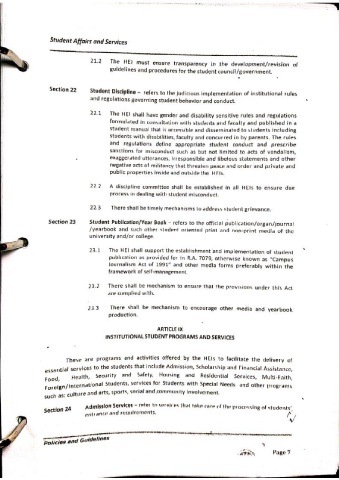 Student Affairs and Services
21.2 The HEI must ensure transparency in the development/revision of
guidelines and procedures for the student council/government.
Section 22 Student Discipline – refers to the judicious implementation of institutional rules
and regulations governing student behavior and conduct.
22.1 The HEI shall have gender and disability sensitive rules and regulations
formulated in consultation with students and faculty and published in a
student manual that is accessible and disseminated to students including
students with disabilities, faculty and concerned in by parents. The rules
and regulations define appropriate student conduct and prescribe
sanctions for misconduct such as but not limited to acts of vandalism,
exaggerated utterances, irresponsible and libelous statements and other
negative acts of militancy that threaten peace and order and private and
public properties inside and outside the HEIs.
22.2 A discipline committee shall be established in all HEIs to ensure due
process in dealing with student misconduct.
22.3 There shall be timely mechanisms to address student grievance.
Section 23 Student Publication/Year Book – refers to the official publication/organ/journal
/yearbook and such other student oriented print and non-print media of the
university and/or college.
23.1 The HEI shall support the establishment and implementation of student
publication as provided for in R.A. 7079, otherwise known as "Campus
Journalism Act of 1991" and other media forms preferably within the
framework of self-management.
23.2 There shall be mechanism to ensure that the provisions under this Act
are complied with.
23.3 There shall be mechanism to encourage other media and yearbook
production.
ARTICLE IX
INSTITUTIONAL STUDENT PROGRAMS AND SERVICES
These are programs and activities offered by the HEIs to facilitate the delivery of
essential services to the students that include Admission, Scholarship and Financial Assistance,
Food, Health, Security and Safety, Housing and Residential Services, Multi-Faith,
Foreign/International Students, services for Students with Special Needs and other programs
such as: culture and arts, sports, social and community involvement.
Section 24 Admission Services – refer to services that take care of the processing of students'
entrance and requirements.
Policies and Guidelines
Page 7